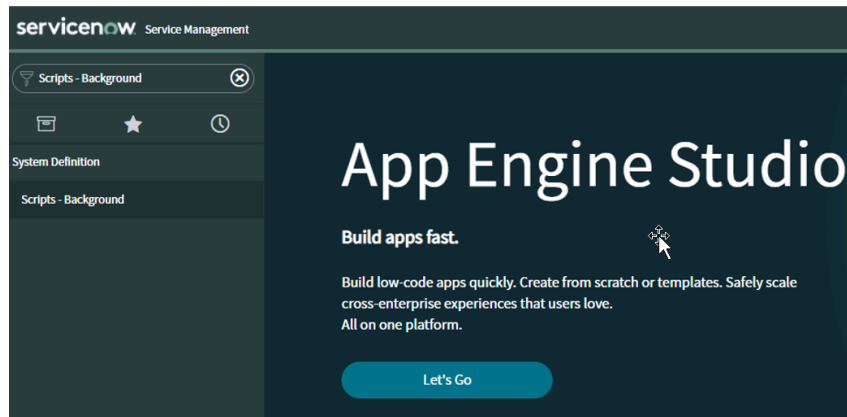 servicenow. Service Management
Scripts - Background
System Definition
Scripts - Background
App Engine Studio
Build apps fast.
Build low-code apps quickly. Create from scratch or templates. Safely scale
cross-enterprise experiences that users love.
All on one platform.
Let's Go